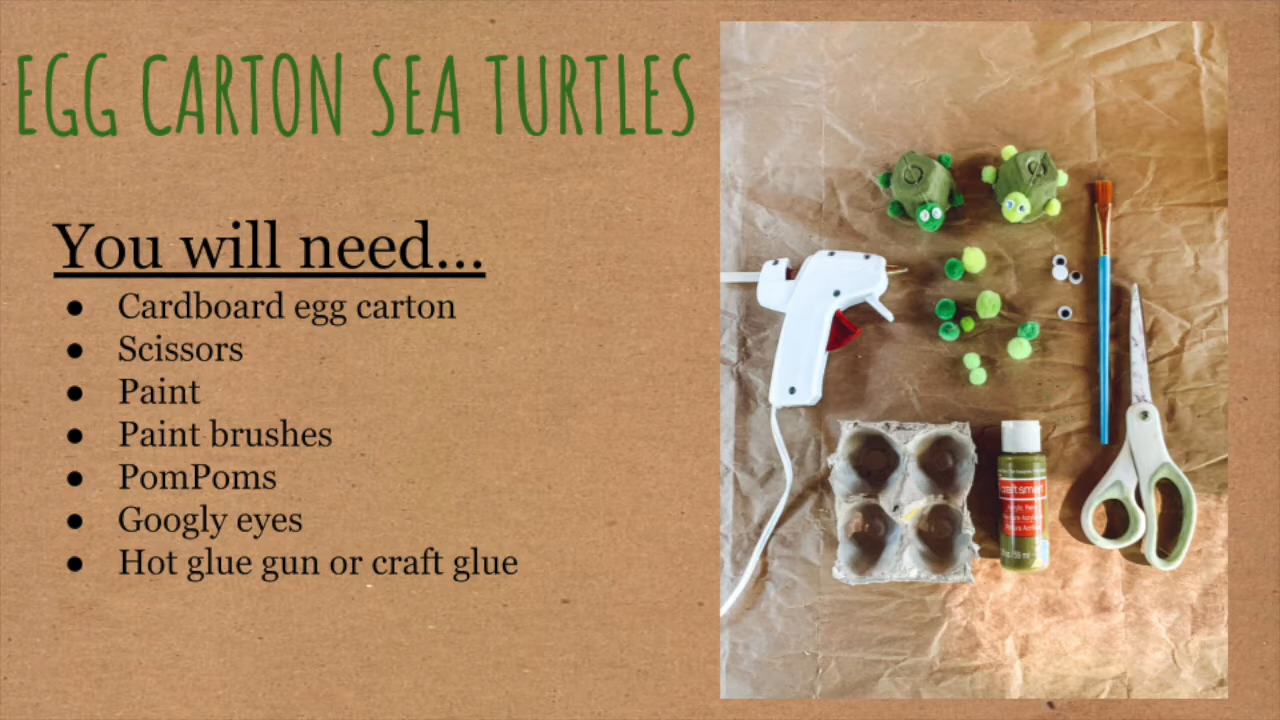 EGG CARTON SEA TURTLES
You will need...
● Cardboard egg carton
● Scissors
● Paint
● Paint brushes
● PomPoms
● Googly eyes
● Hot glue gun or craft glue
craftsmart